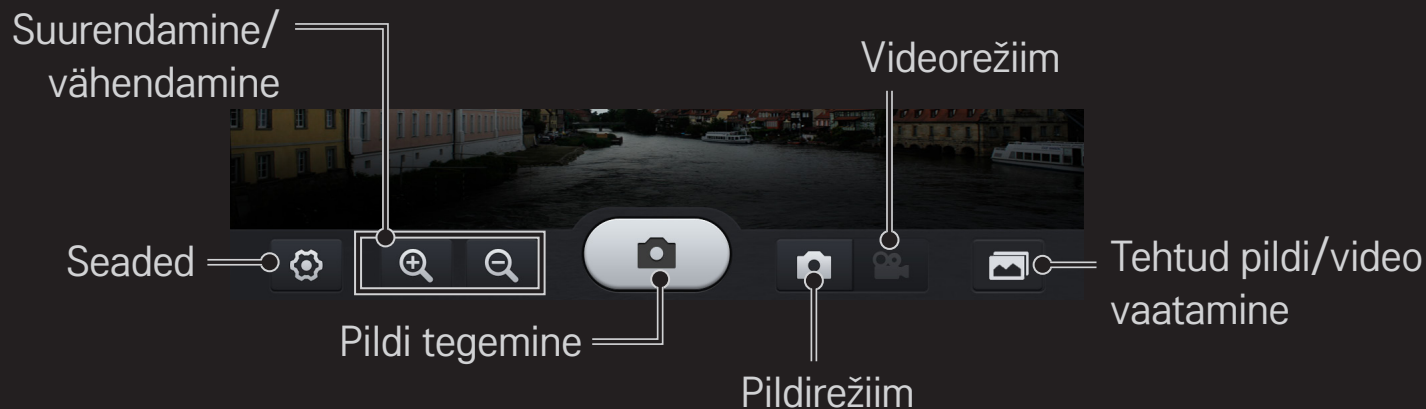 Suurendamine/
vähendamine
Videorežiim
Seaded
Tehtud pildi/video
vaatamine
Pildi tegemine
Pildirežiim